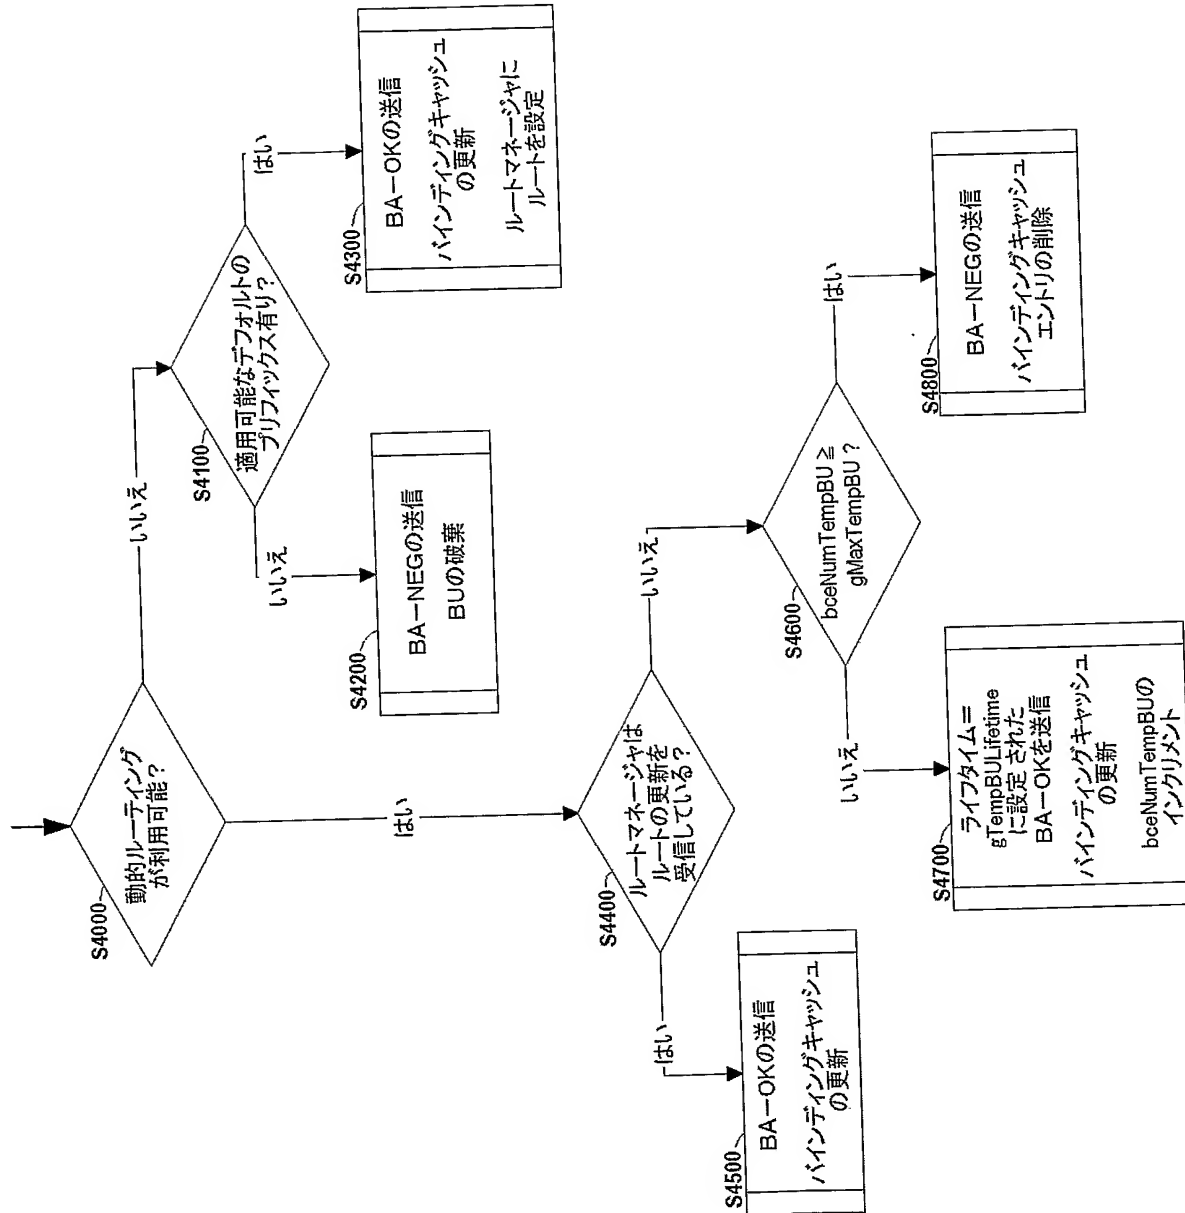 S4000
動的ルーティング
が利用可能？
いいえ
はい
S4100
適用可能なデフォルトの
プリフィックス有り？
いいえ
はい
S4200
BA－NEGの送信
BUの破棄
S4300
BA－OKの送信
バインディングキャッシュ
の更新
ルートマネージャに
ルートを設定
S4400
ルートマネージャは
ルートの更新を
受信している？
はい
いいえ
S4500
BA－OKの送信
バインディングキャッシュ
の更新
S4600
bceNumTempBU ≧
gMaxTempBU ？
いいえ
はい
S4700
ライフタイム＝
gTempBULifetime
に設定 された
BA－OKを送信
バインディングキャッシュ
の更新
bceNumTempBUの
インクリメント
S4800
BA－NEGの送信
バインディングキャッシュ
エントリの削除